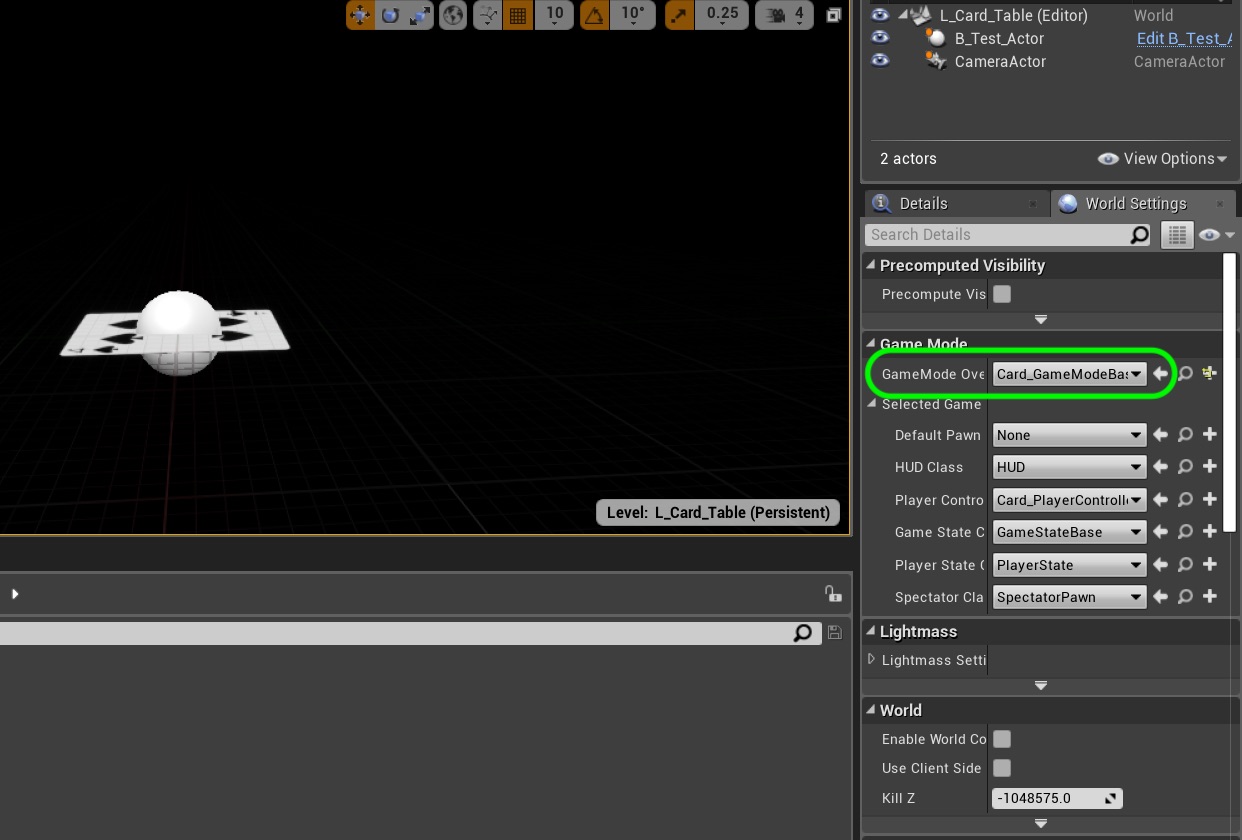 10
10°
0.25
4
L_Card_Table (Editor) World
B_Test_Actor Edit B_Test_A
CameraActor CameraActor
2 actors View Options
Details World Settings
Search Details
Precomputed Visibility
Precompute Vis
Game Mode
GameMode Ove Card_GameModeBas
Selected Game
Default Pawn None
HUD Class HUD
Player Contro Card_PlayerControlle
Game State C GameStateBase
Player State C PlayerState
Spectator Cla SpectatorPawn
Level: L_Card_Table (Persistent)
Lightmass
Lightmass Setti
World
Enable World Co
Use Client Side
Kill Z -1048575.0